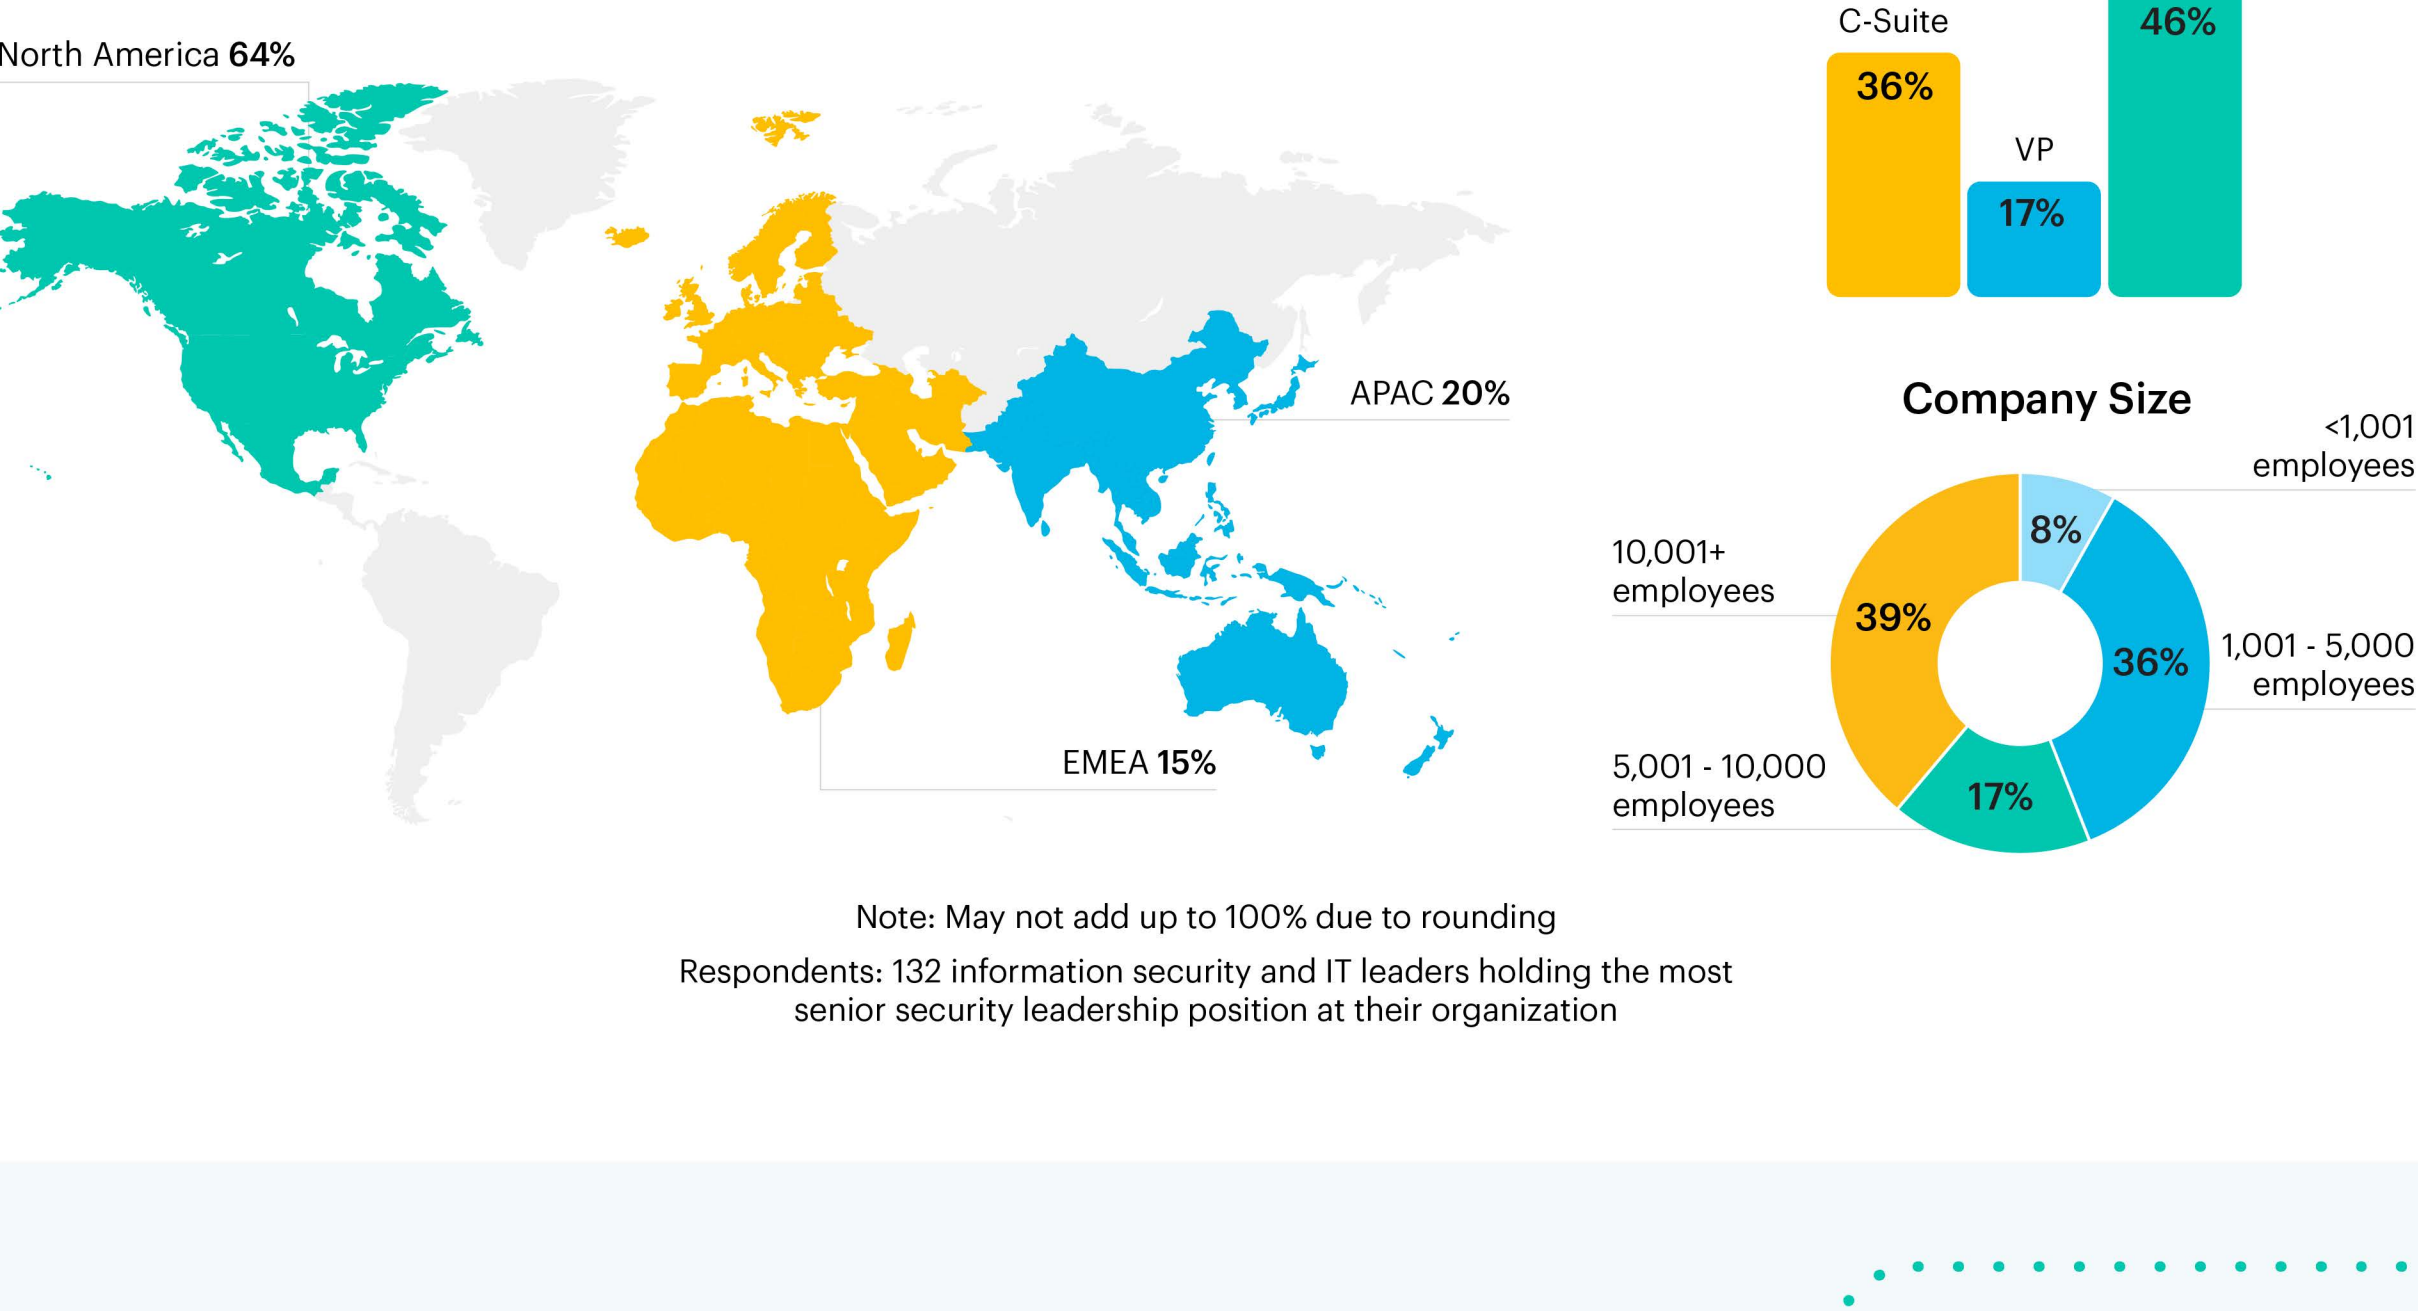 North America 64%
APAC 20%
EMEA 15%
C-Suite
36%
VP
17%
46%
Company Size
<1,001
employees
8%
10,001+
employees
39%
36%
1,001 - 5,000
employees
5,001 - 10,000
employees
17%
Note: May not add up to 100% due to rounding
Respondents: 132 information security and IT leaders holding the most
senior security leadership position at their organization